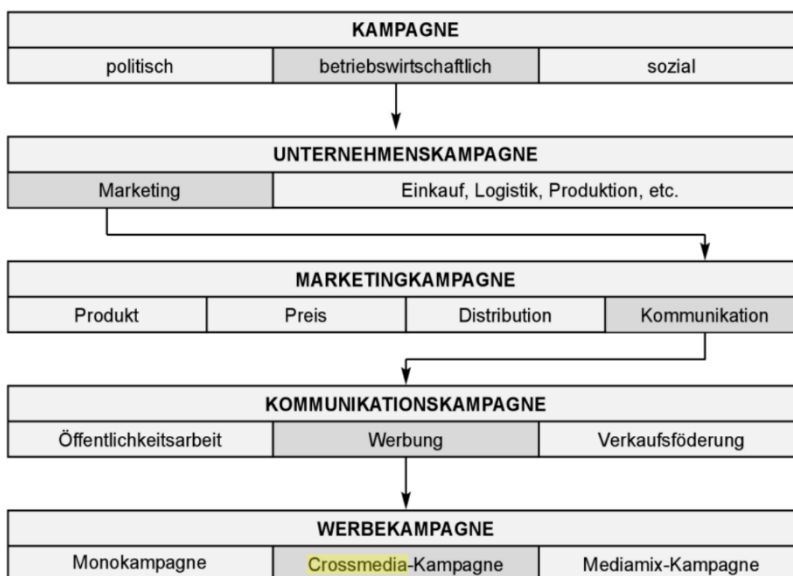 KAMPAGNE
politisch betriebswirtschaftlich sozial
UNTERNEHMENSKAMPAGNE
Marketing Einkauf, Logistik, Produktion, etc.
MARKETINGKAMPAGNE
Produkt Preis Distribution Kommunikation
KOMMUNIKATIONSKAMPAGNE
Öffentlichkeitsarbeit Werbung Verkaufsföderung
WERBEKAMPAGNE
Monokampagne Crossmedia-Kampagne Mediamix-Kampagne